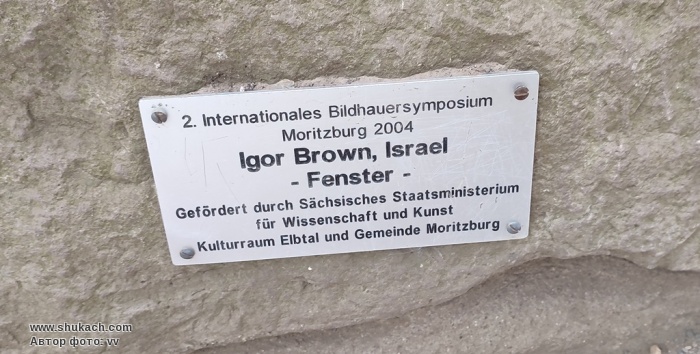 2. Internationales Bildhauersymposium
Moritzburg 2004
Igor Brown, Israel
- Fenster -
Gefördert durch Sächsisches Staatsministerium
für Wissenschaft und Kunst
Kulturraum Elbtal und Gemeinde Moritzburg
www.shukach.com
Автор фото: vv